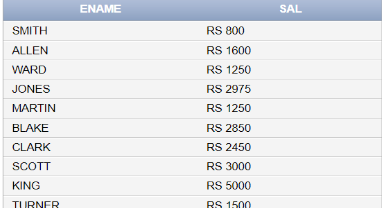 ENAME SAL
SMITH RS 800
ALLEN RS 1600
WARD RS 1250
JONES RS 2975
MARTIN RS 1250
BLAKE RS 2850
CLARK RS 2450
SCOTT RS 3000
KING RS 5000
TURNER RS 1500